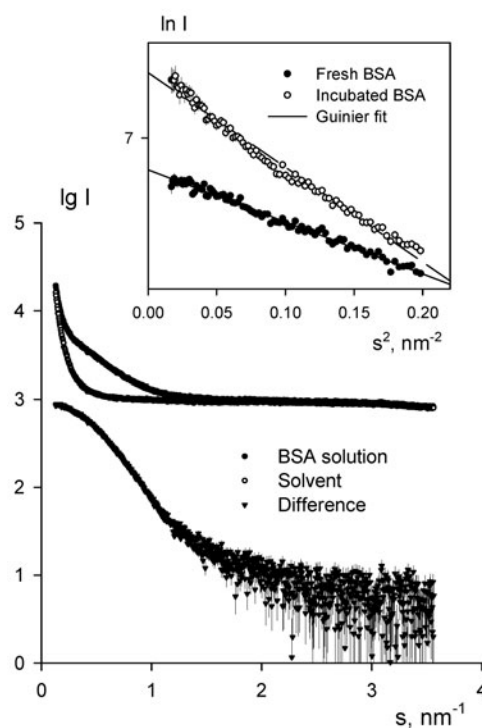 ln I
Fresh BSA
Incubated BSA
Guinier fit
7
0.00 0.05 0.10 0.15 0.20
s², nm⁻²
lg I
5
4
3
2
1
0
BSA solution
Solvent
Difference
0 1 2 3 4
s, nm⁻¹